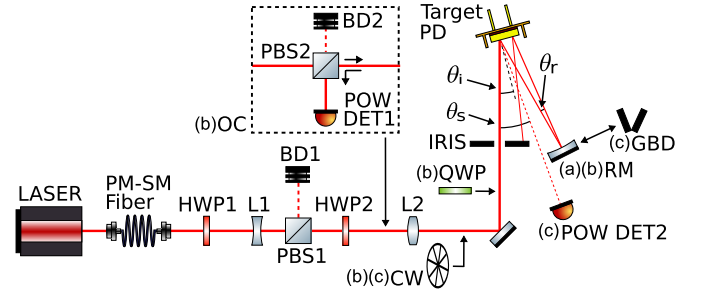 Target
PD
BD2
PBS2
POW
DET1
(b)OC
θi
θr
θs
IRIS
(c)GBD
(a)(b)RM
BD1
(b)QWP
LASER
PM-SM
Fiber
HWP1
L1
HWP2
L2
(c)POW DET2
PBS1
(b)(c)CW